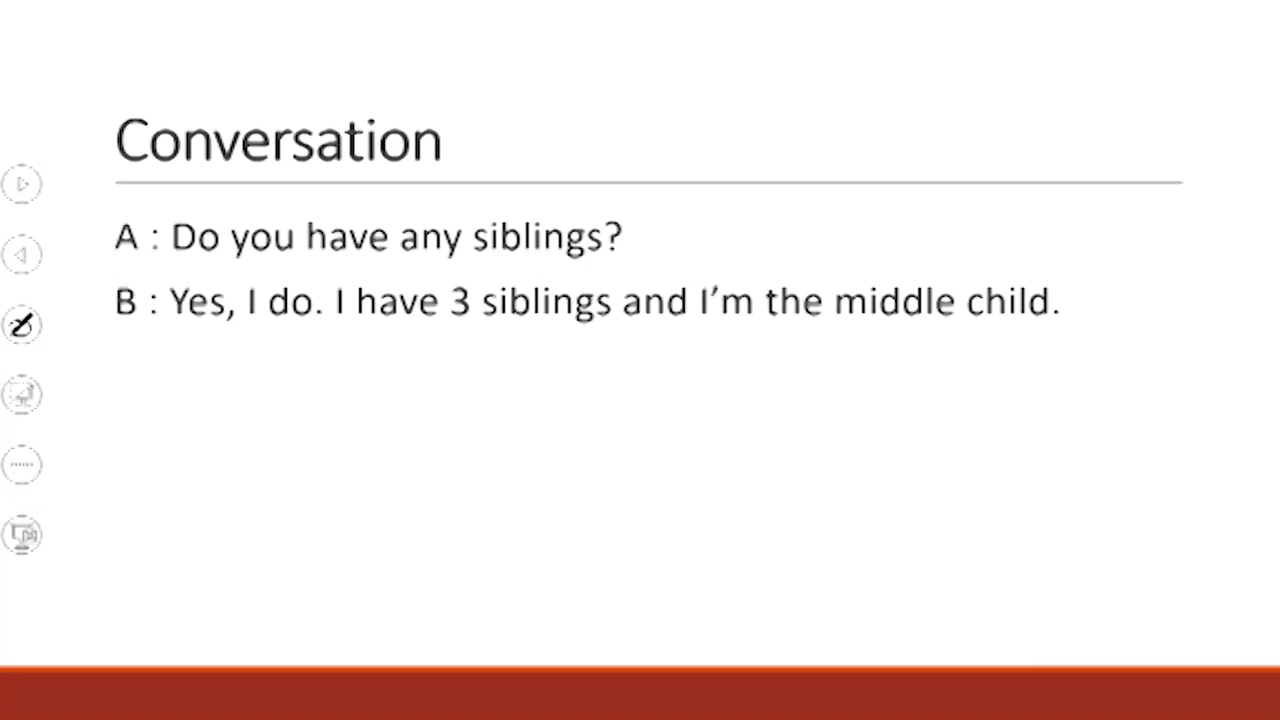 Conversation
A : Do you have any siblings?
B : Yes, I do. I have 3 siblings and I’m the middle child.